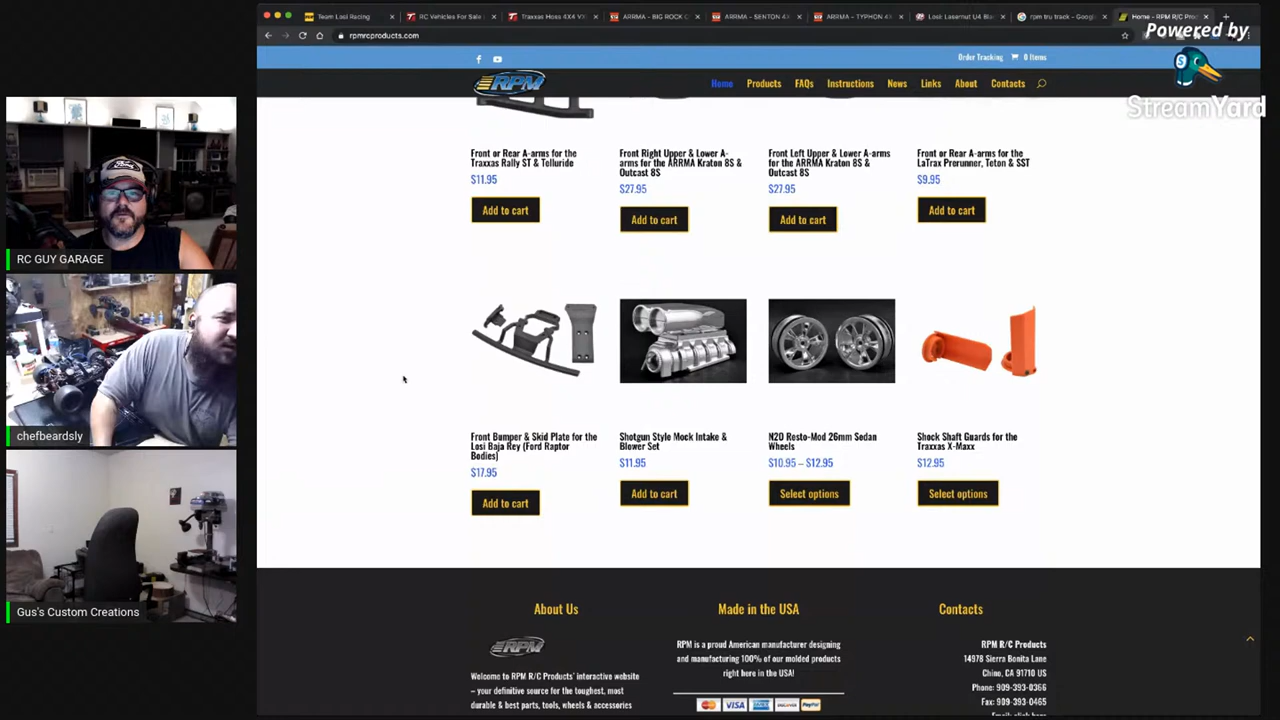 Team Losi Racing
RC Vehicles For Sale
Traxxas Hoss 4X4 VX
ARRMA - BIG ROCK C
ARRMA - SENTON 4X
ARRMA - TYPHON 4X
Losi: Lasernut U4 Bla
rpm tru track - Google
Home - RPM R/C Pro
rpmrcproducts.com
Powered by
StreamYard
Order Tracking
0 Items
RPM
Home
Products
FAQs
Instructions
News
Links
About
Contacts
Front or Rear A-arms for the
Traxxas Rally ST & Telluride
$11.95
Add to cart
Front Right Upper & Lower A-
arms for the ARRMA Kraton 8S &
Outcast 8S
$27.95
Add to cart
Front Left Upper & Lower A-arms
for the ARRMA Kraton 8S &
Outcast 8S
$27.95
Add to cart
Front or Rear A-arms for the
LaTrax Prerunner, Teton & SST
$9.95
Add to cart
Front Bumper & Skid Plate for the
Losi Baja Rey (Ford Raptor
Bodies)
$17.95
Add to cart
Shotgun Style Mock Intake &
Blower Set
$11.95
Add to cart
N2O Resto-Mod 26mm Sedan
Wheels
$10.95 – $12.95
Select options
Shock Shaft Guards for the
Traxxas X-Maxx
$12.95
Select options
About Us
RPM
Welcome to RPM R/C Products' interactive website
– your definitive source for the toughest, most
durable & best parts, tools, wheels & accessories
Made in the USA
RPM is a proud American manufacturer designing
and manufacturing 100% of our molded products
right here in the USA!
VISA
PayPal
Contacts
RPM R/C Products
14978 Sierra Bonita Lane
Chino, CA 91710 US
Phone: 909-393-0366
Fax: 909-393-0465
Email: click here
RC GUY GARAGE
chefbeardsly
Gus's Custom Creations